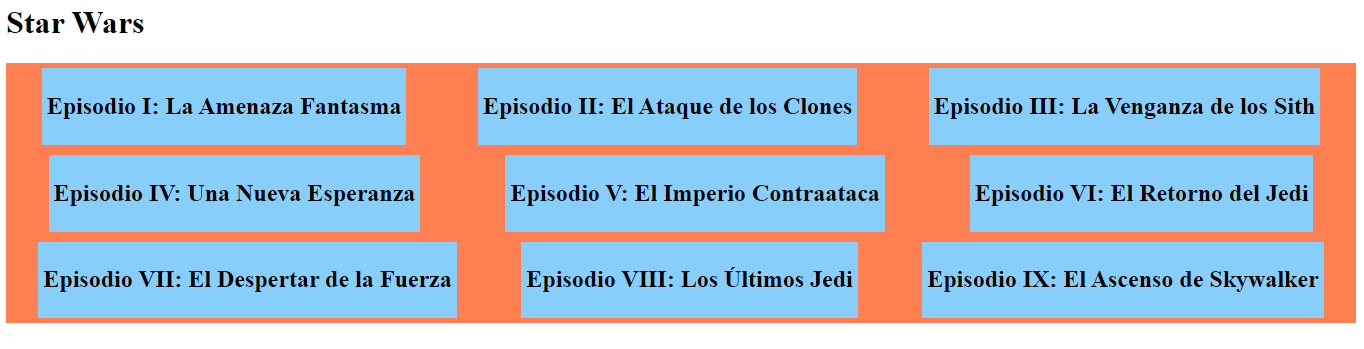 Star Wars
Episodio I: La Amenaza Fantasma
Episodio II: El Ataque de los Clones
Episodio III: La Venganza de los Sith
Episodio IV: Una Nueva Esperanza
Episodio V: El Imperio Contraataca
Episodio VI: El Retorno del Jedi
Episodio VII: El Despertar de la Fuerza
Episodio VIII: Los Últimos Jedi
Episodio IX: El Ascenso de Skywalker